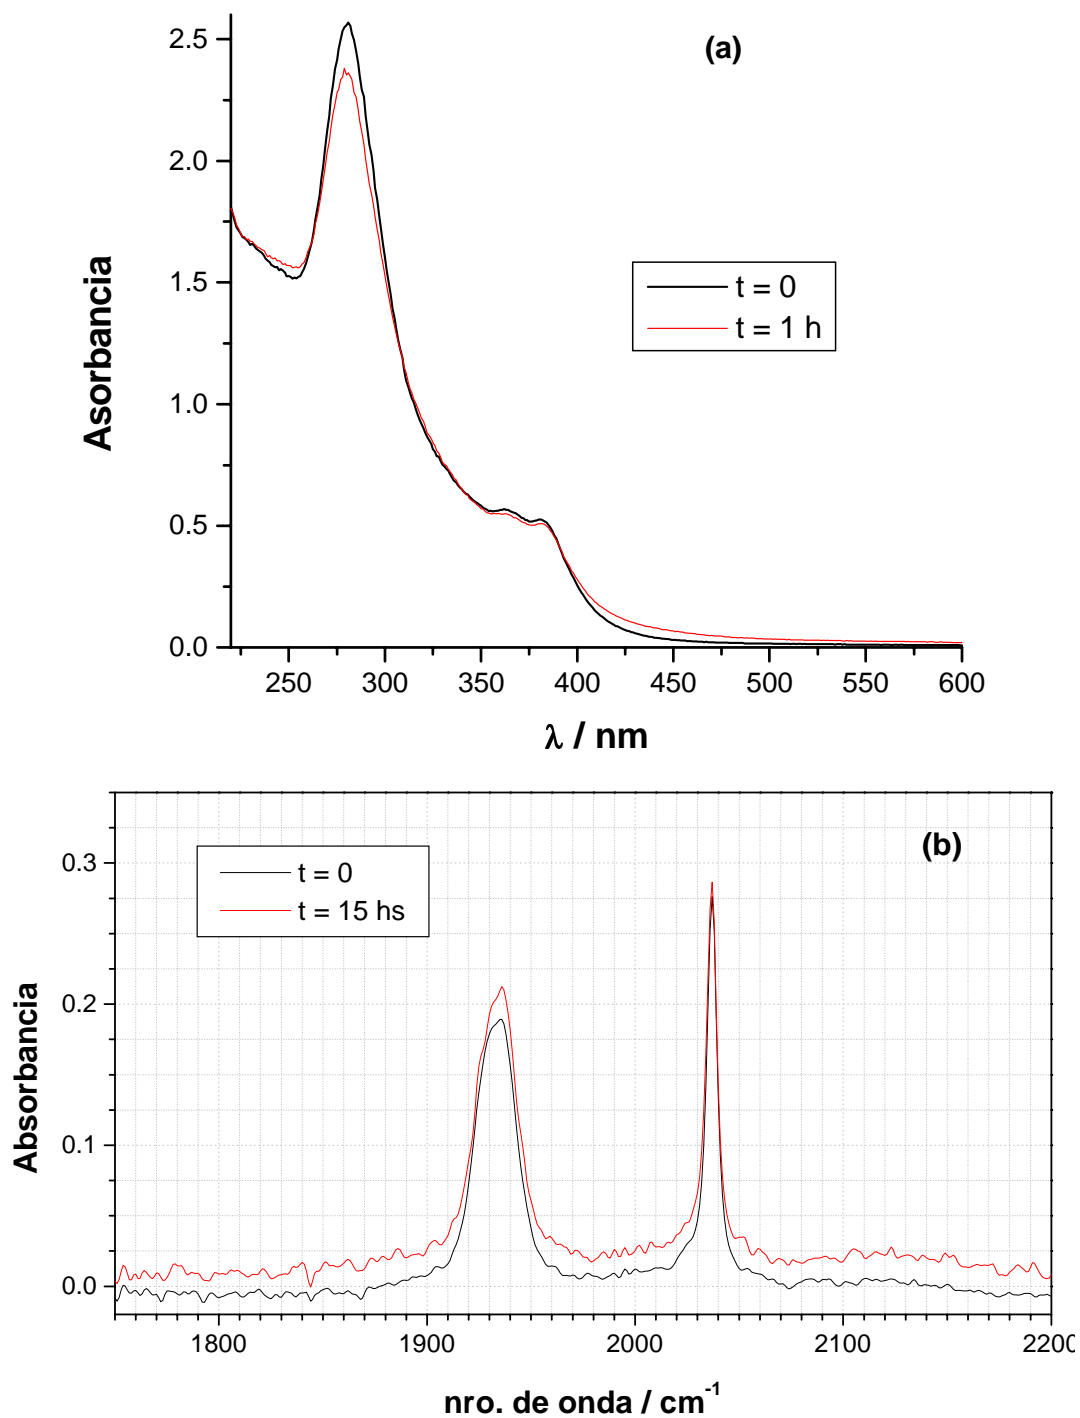 (a)
2.5
2.0
1.5
1.0
0.5
0.0
Asorbancia
t = 0
t = 1 h
250 300 350 400 450 500 550 600
λ / nm
(b)
0.3
0.2
0.1
0.0
Absorbancia
t = 0
t = 15 hs
1800 1900 2000 2100 2200
nro. de onda / cm⁻¹